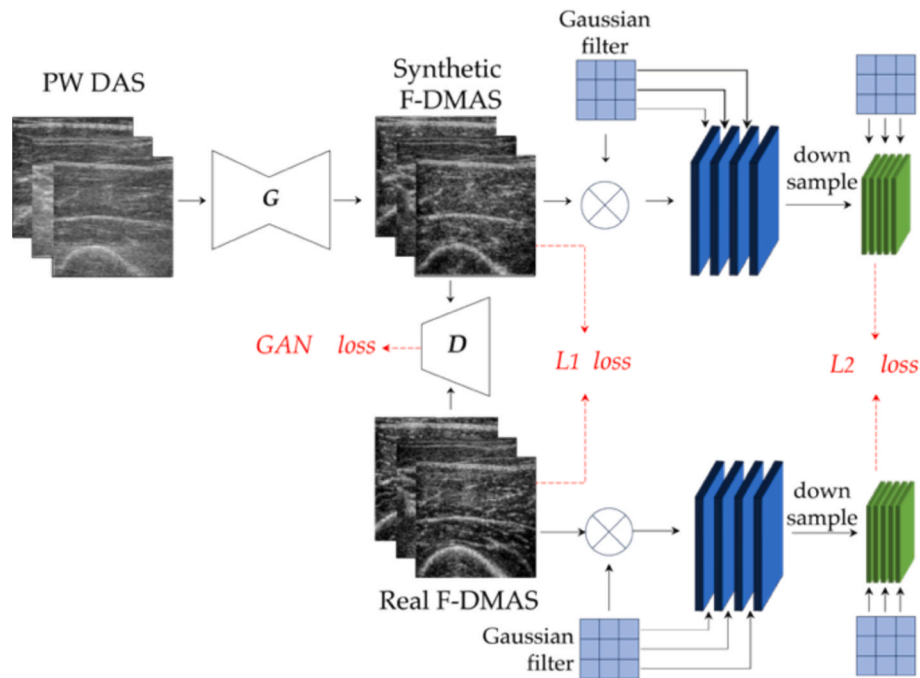 Gaussian
filter
PW DAS
Synthetic
F-DMAS
down
sample
G
D
GAN loss
L1 loss
L2 loss
down
sample
Real F-DMAS
Gaussian
filter